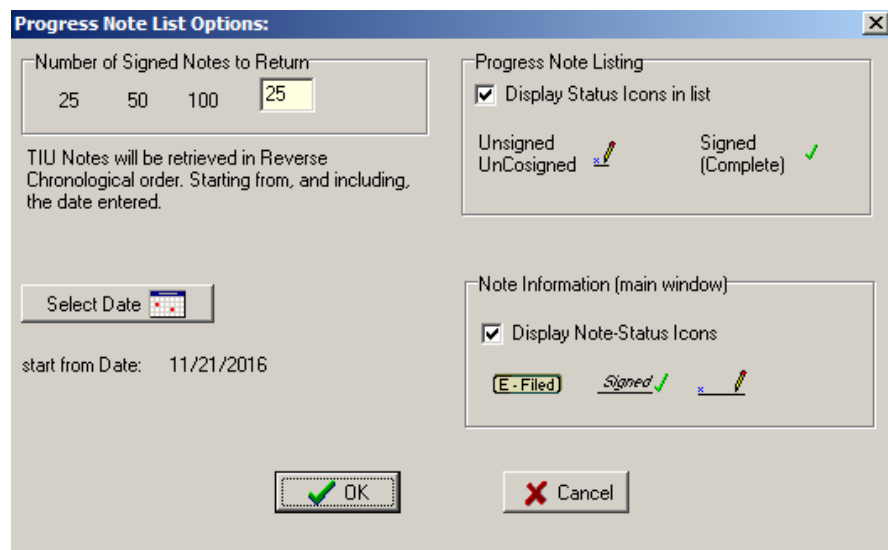 Progress Note List Options:
Number of Signed Notes to Return
25 50 100 25
TIU Notes will be retrieved in Reverse
Chronological order. Starting from, and including,
the date entered.
Select Date
start from Date: 11/21/2016
Progress Note Listing
Display Status Icons in list
Unsigned
UnCosigned
Signed
(Complete)
Note Information (main window)
Display Note-Status Icons
E - Filed Signed x
OK Cancel